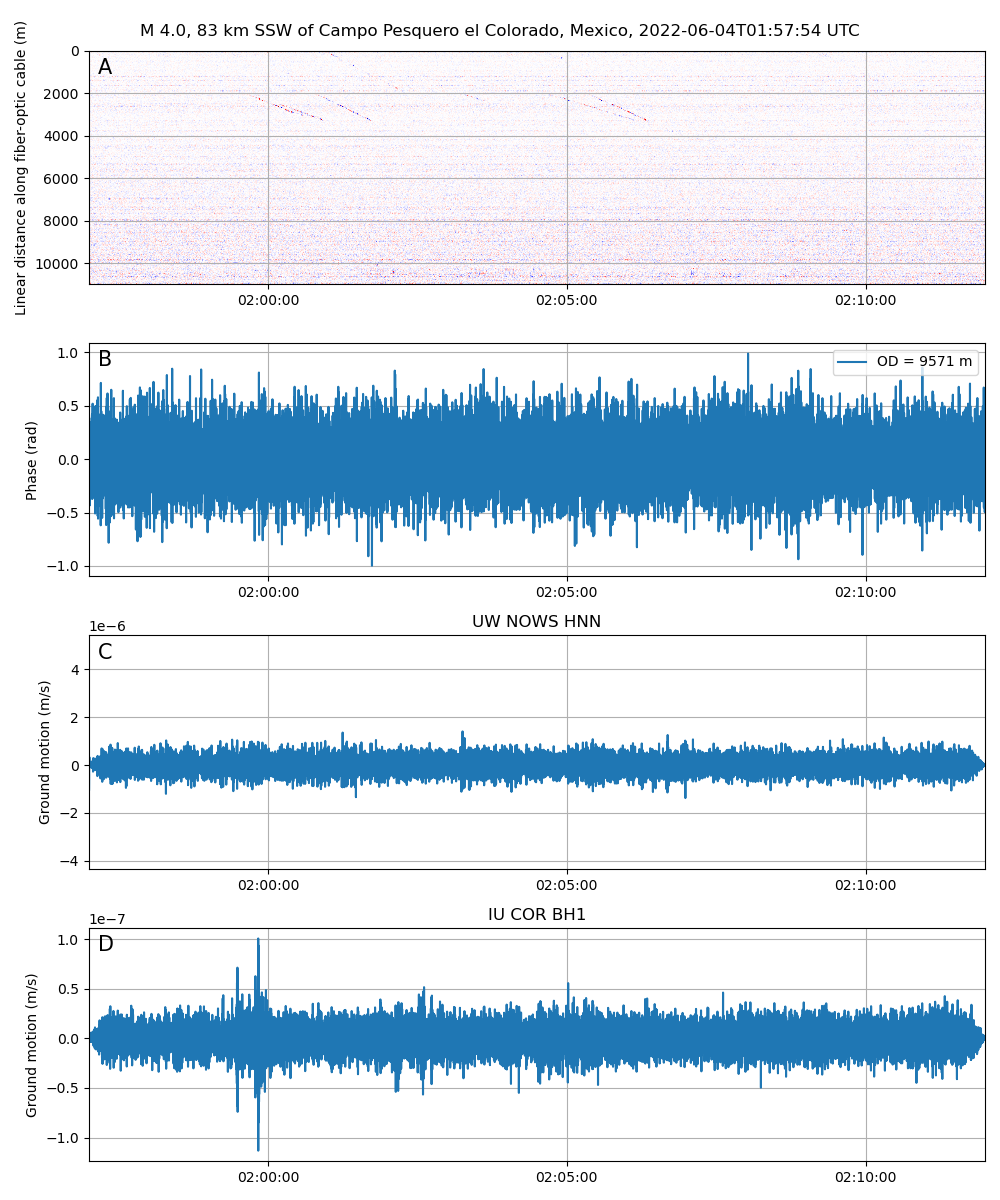 M 4.0, 83 km SSW of Campo Pesquero el Colorado, Mexico, 2022-06-04T01:57:54 UTC
Linear distance along fiber-optic cable (m)
A
0
2000
4000
6000
8000
10000
02:00:00 02:05:00 02:10:00
Phase (rad)
B
OD = 9571 m
1.0
0.5
0.0
−0.5
−1.0
02:00:00 02:05:00 02:10:00
UW NOWS HNN
1e−6
Ground motion (m/s)
C
4
2
0
−2
−4
02:00:00 02:05:00 02:10:00
IU COR BH1
1e−7
Ground motion (m/s)
D
1.0
0.5
0.0
−0.5
−1.0
02:00:00 02:05:00 02:10:00